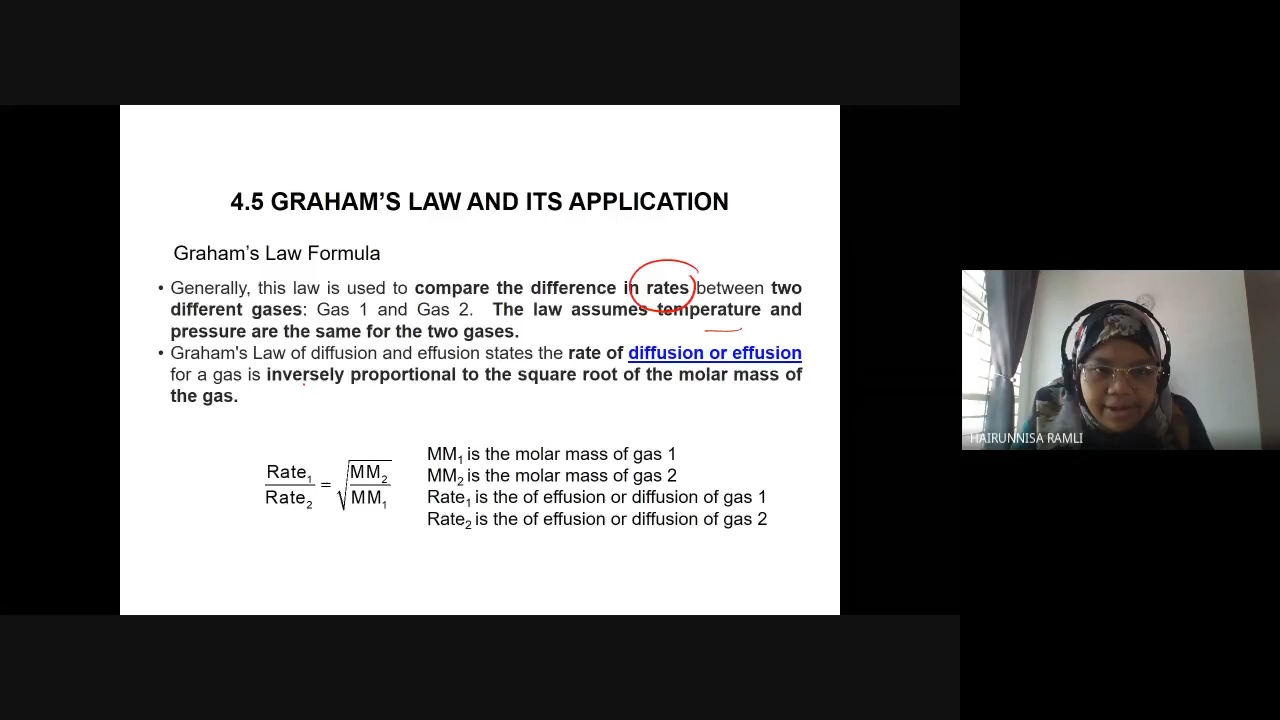 4.5 GRAHAM'S LAW AND ITS APPLICATION
Graham's Law Formula
• Generally, this law is used to compare the difference in rates between two
different gases: Gas 1 and Gas 2. The law assumes temperature and
pressure are the same for the two gases.
• Graham's Law of diffusion and effusion states the rate of diffusion or effusion
for a gas is inversely proportional to the square root of the molar mass of
the gas.
Rate₁/Rate₂ = √(MM₂/MM₁)
MM₁ is the molar mass of gas 1
MM₂ is the molar mass of gas 2
Rate₁ is the of effusion or diffusion of gas 1
Rate₂ is the of effusion or diffusion of gas 2
HAIRUNNISA RAMLI